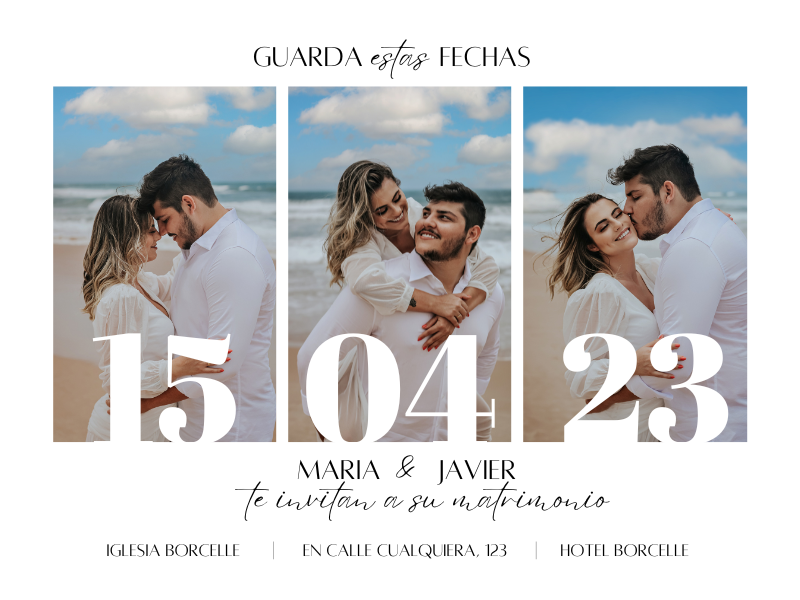 GUARDA estas FECHAS
15 04 23
MARIA & JAVIER
te invitan a su matrimonio
IGLESIA BORCELLE | EN CALLE CUALQUIERA, 123 | HOTEL BORCELLE